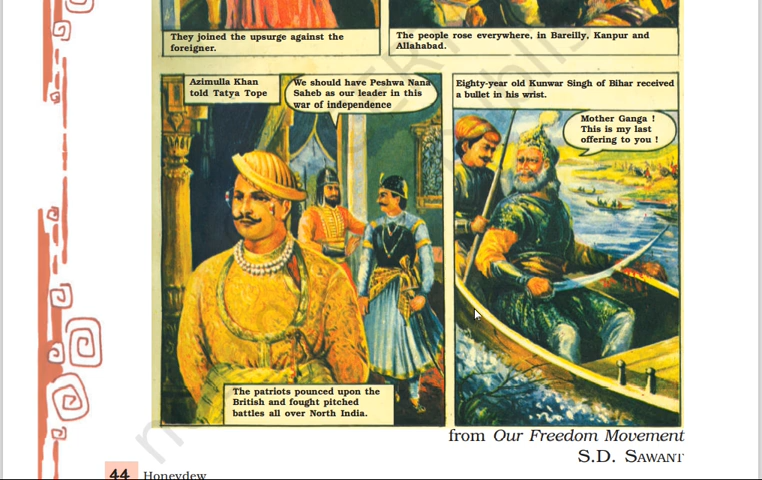 They joined the upsurge against the
foreigner.
The people rose everywhere, in Bareilly, Kanpur and
Allahabad.
Azimulla Khan
told Tatya Tope
We should have Peshwa Nana
Saheb as our leader in this
war of independence
Eighty-year old Kunwar Singh of Bihar received
a bullet in his wrist.
Mother Ganga !
This is my last
offering to you !
The patriots pounced upon the
British and fought pitched
battles all over North India.
from Our Freedom Movement
S.D. SAWANT
44 Honeydew